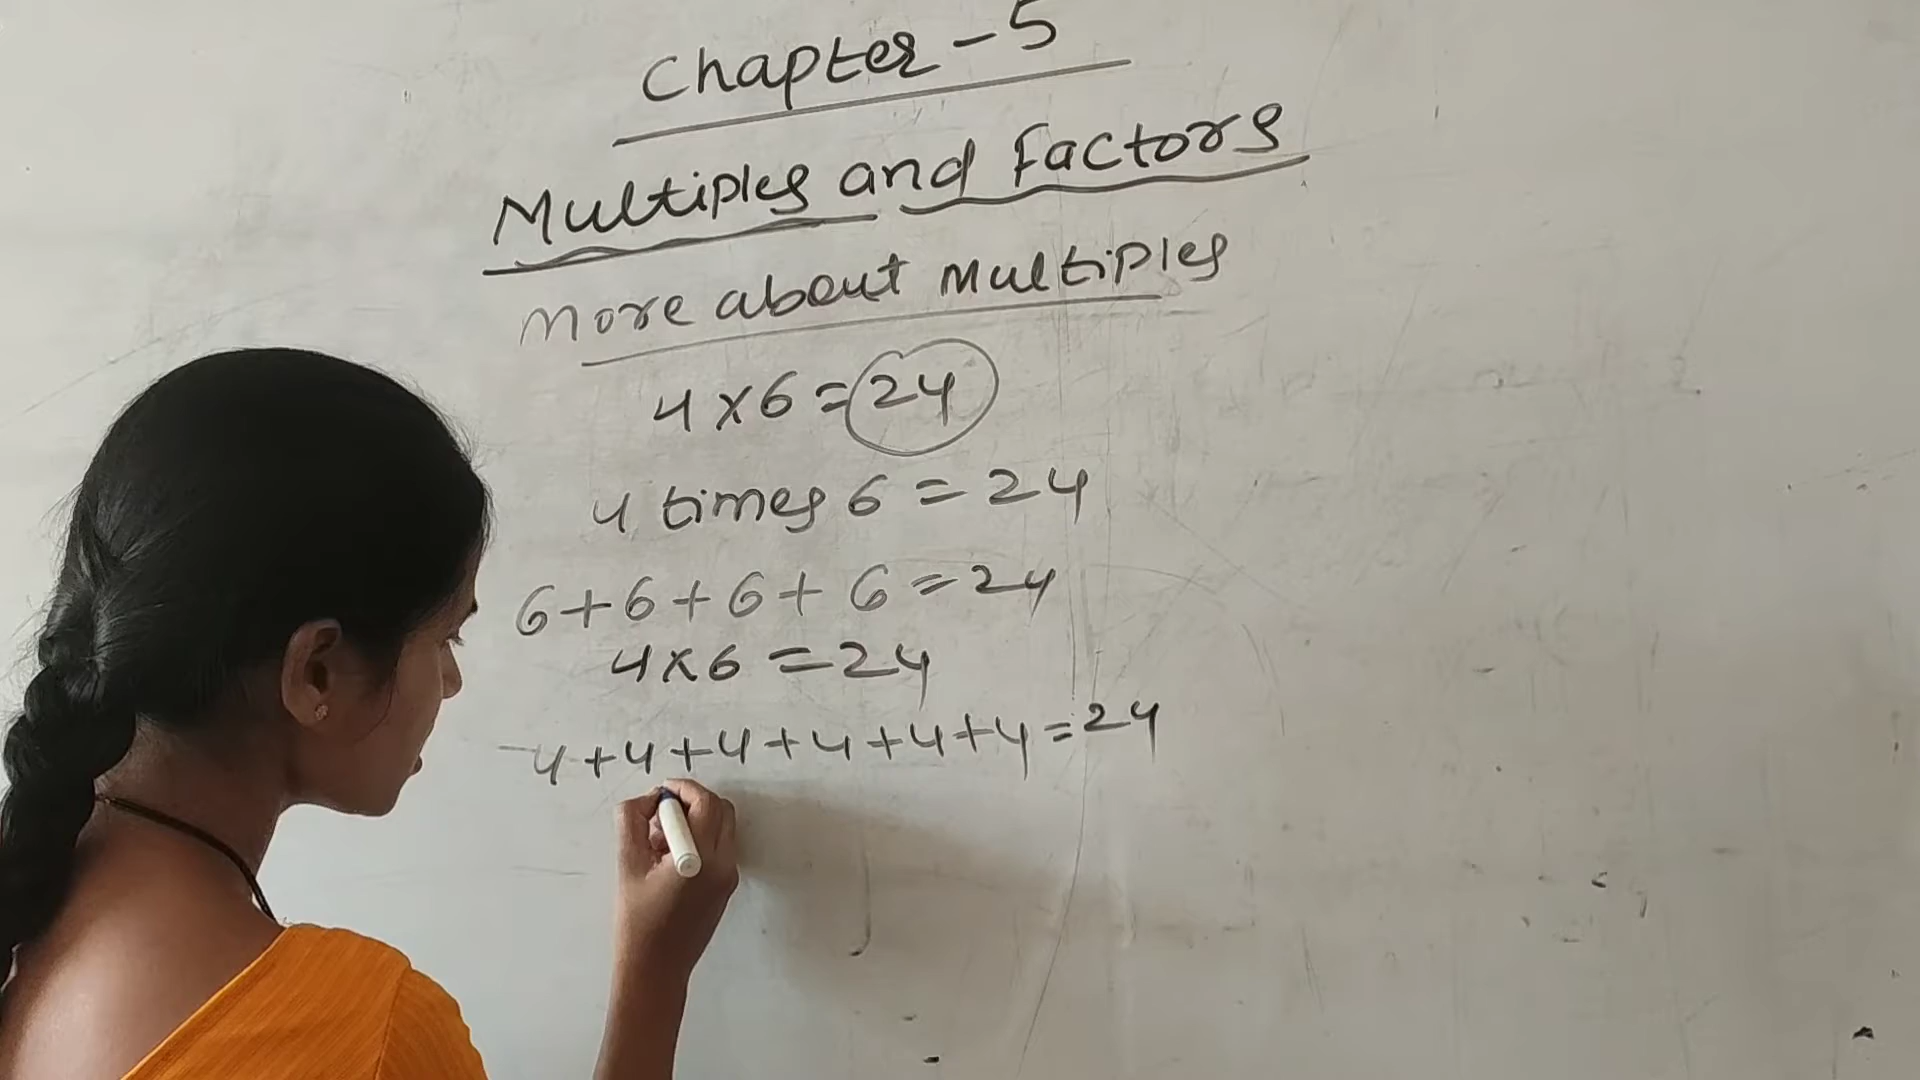 Chapter - 5
Multiples and factors
More about Multiples
4 × 6 = 24
4 times 6 = 24
6 + 6 + 6 + 6 = 24
4 × 6 = 24
4 + 4 + 4 + 4 + 4 + 4 = 24